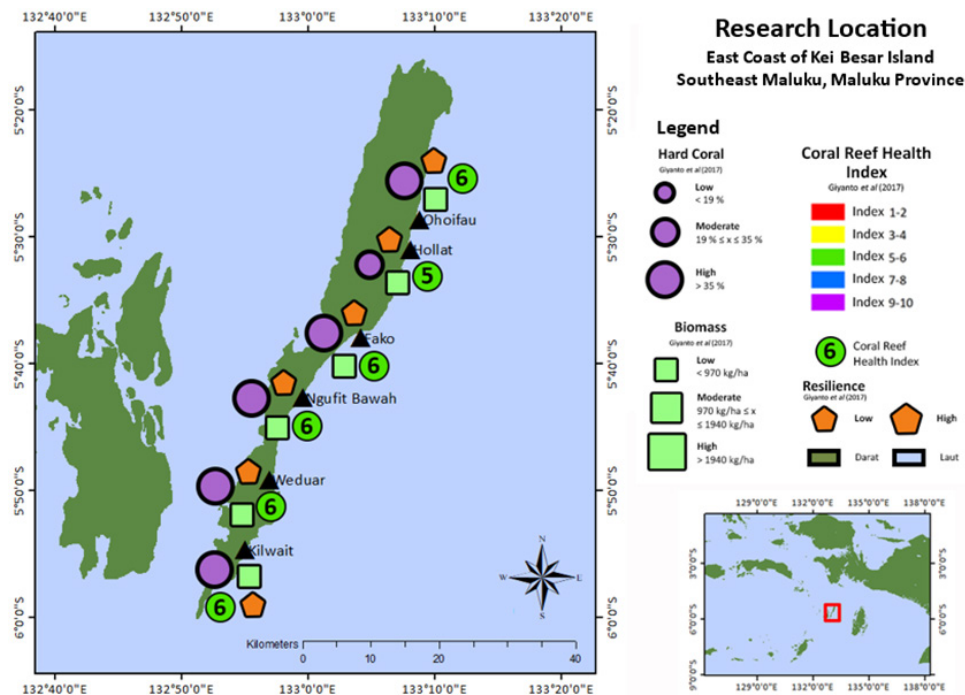 132°40'0"E 132°50'0"E 133°0'0"E 133°10'0"E 133°20'0"E
5°20'0"S 5°20'0"S
5°30'0"S 5°30'0"S
5°40'0"S 5°40'0"S
5°50'0"S 5°50'0"S
6°0'0"S 6°0'0"S
6
Ohoifau
Hollat
5
Fako
6
Ngufit Bawah
6
Weduar
6
Kilwait
6
N
W E
S
Kilometers
0 10 20 40
132°40'0"E 132°50'0"E 133°0'0"E 133°10'0"E 133°20'0"E
Research Location
East Coast of Kei Besar Island
Southeast Maluku, Maluku Province
Legend
Hard Coral
Giyanto et al (2017)
Low
< 19 %
Moderate
19 % ≤ x ≤ 35 %
High
> 35 %
Biomass
Giyanto et al (2017)
Low
< 970 kg/ha
Moderate
970 kg/ha ≤ x
≤ 1940 kg/ha
High
> 1940 kg/ha
Coral Reef Health
Index
Giyanto et al (2017)
Index 1-2
Index 3-4
Index 5-6
Index 7-8
Index 9-10
6
Coral Reef
Health Index
Resilience
Giyanto et al (2017)
Low High
Darat Laut
129°0'0"E 132°0'0"E 135°0'0"E 138°0'0"E
3°0'0"S 3°0'0"S
6°0'0"S 6°0'0"S
9°0'0"S 9°0'0"S
129°0'0"E 132°0'0"E 135°0'0"E 138°0'0"E